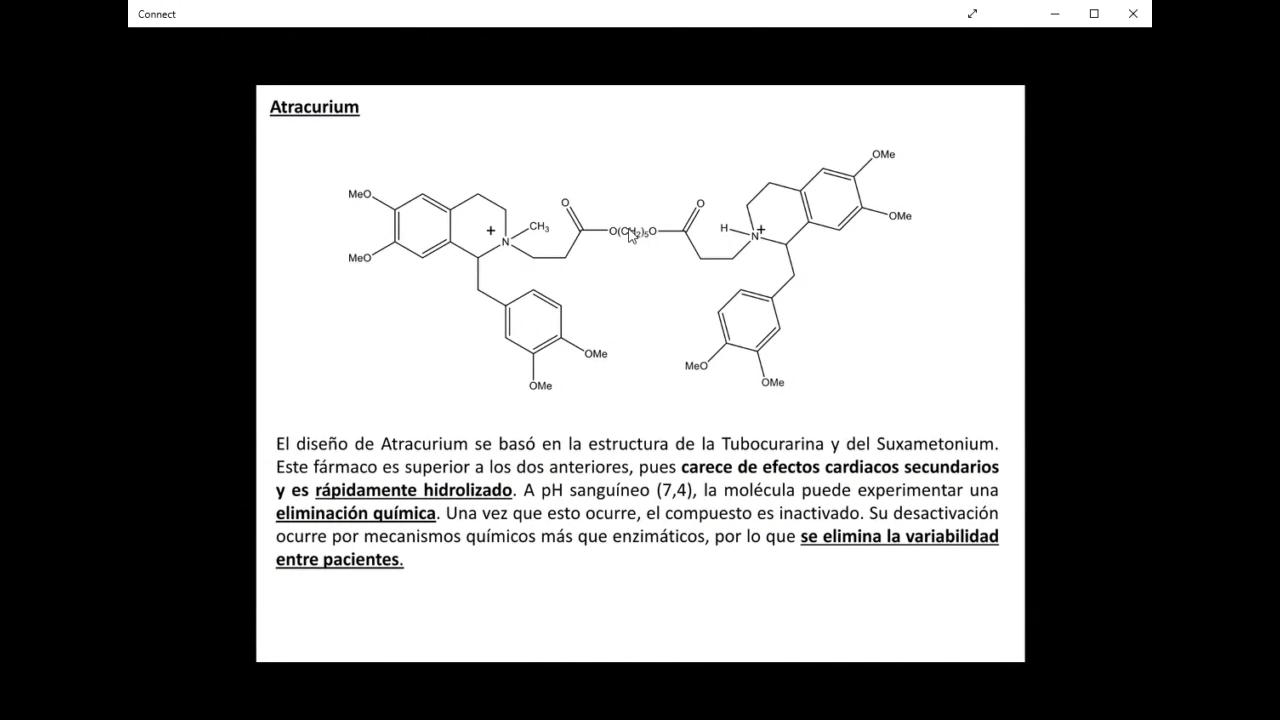 Connect
Atracurium
OMe
MeO
O
O
OMe
CH3
H
+
+
N
O(CH2)5O
N
MeO
OMe
MeO
OMe
OMe
El diseño de Atracurium se basó en la estructura de la Tubocurarina y del Suxametonium.
Este fármaco es superior a los dos anteriores, pues carece de efectos cardiacos secundarios
y es rápidamente hidrolizado. A pH sanguíneo (7,4), la molécula puede experimentar una
eliminación química. Una vez que esto ocurre, el compuesto es inactivado. Su desactivación
ocurre por mecanismos químicos más que enzimáticos, por lo que se elimina la variabilidad
entre pacientes.